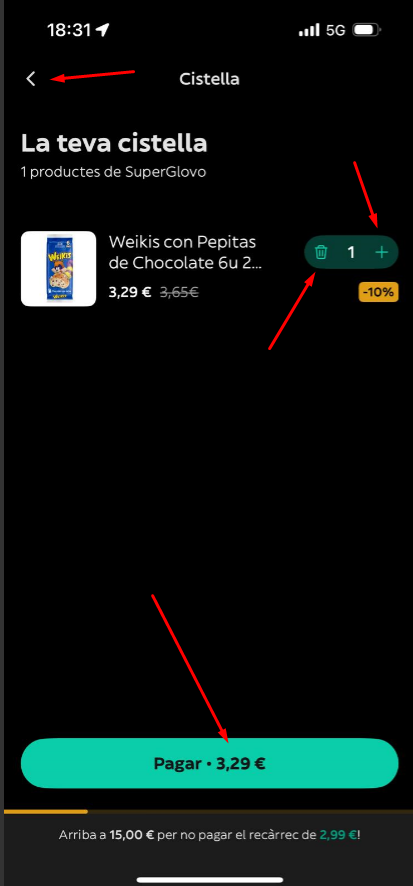 18:31 5G
Cistella
La teva cistella
1 productes de SuperGlovo
WEIKIS
Weikis con Pepitas
de Chocolate 6u 2...
1
3,29 € 3,65€
-10%
Pagar • 3,29 €
Arriba a 15,00 € per no pagar el recàrrec de 2,99 €!